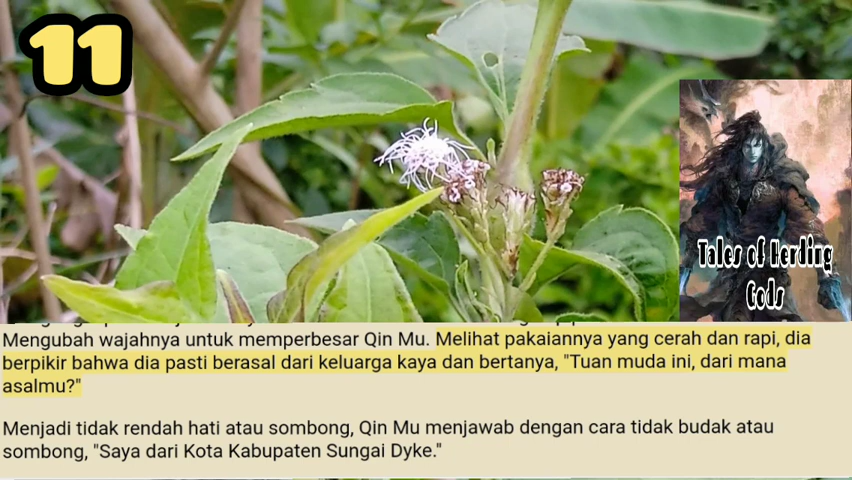 11
Tales of Herding
Gods
Mengubah wajahnya untuk memperbesar Qin Mu. Melihat pakaiannya yang cerah dan rapi, dia
berpikir bahwa dia pasti berasal dari keluarga kaya dan bertanya, "Tuan muda ini, dari mana
asalmu?"
Menjadi tidak rendah hati atau sombong, Qin Mu menjawab dengan cara tidak budak atau
sombong, "Saya dari Kota Kabupaten Sungai Dyke."